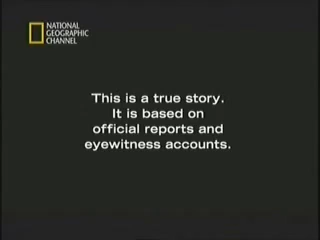 NATIONAL
GEOGRAPHIC
CHANNEL
This is a true story.
It is based on
official reports and
eyewitness accounts.